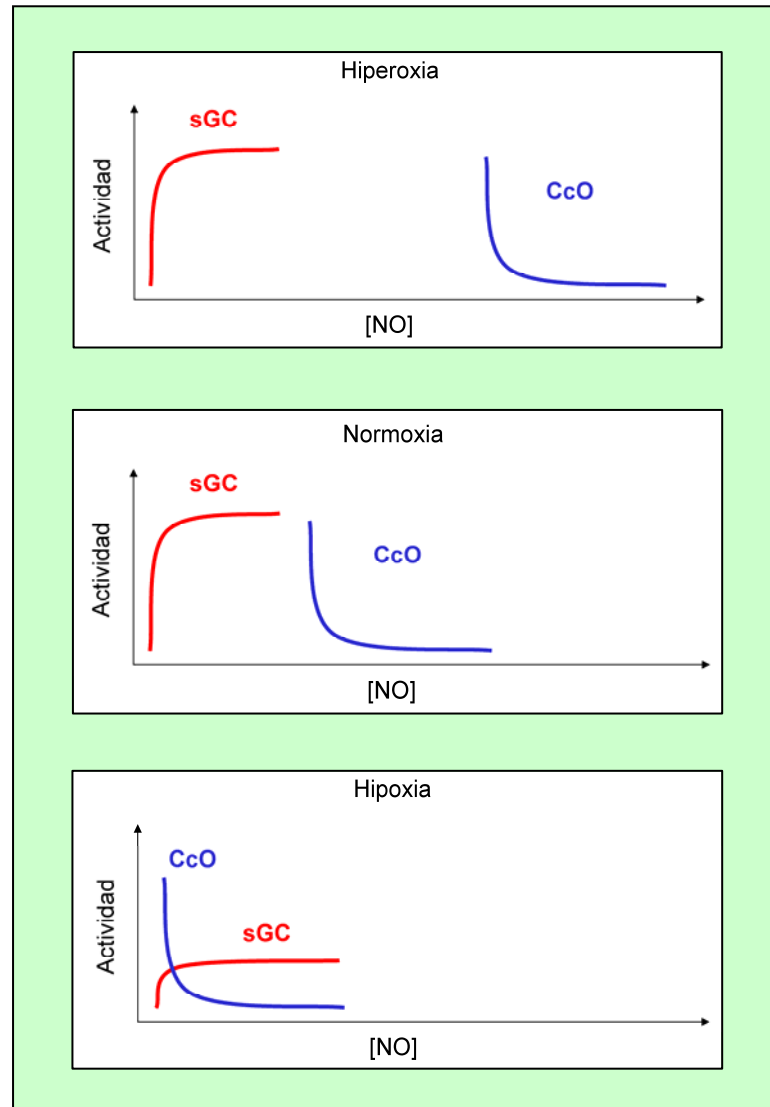 Hiperoxia
sGC
CcO
Actividad
[NO]
Normoxia
sGC
CcO
Actividad
[NO]
Hipoxia
CcO
sGC
Actividad
[NO]